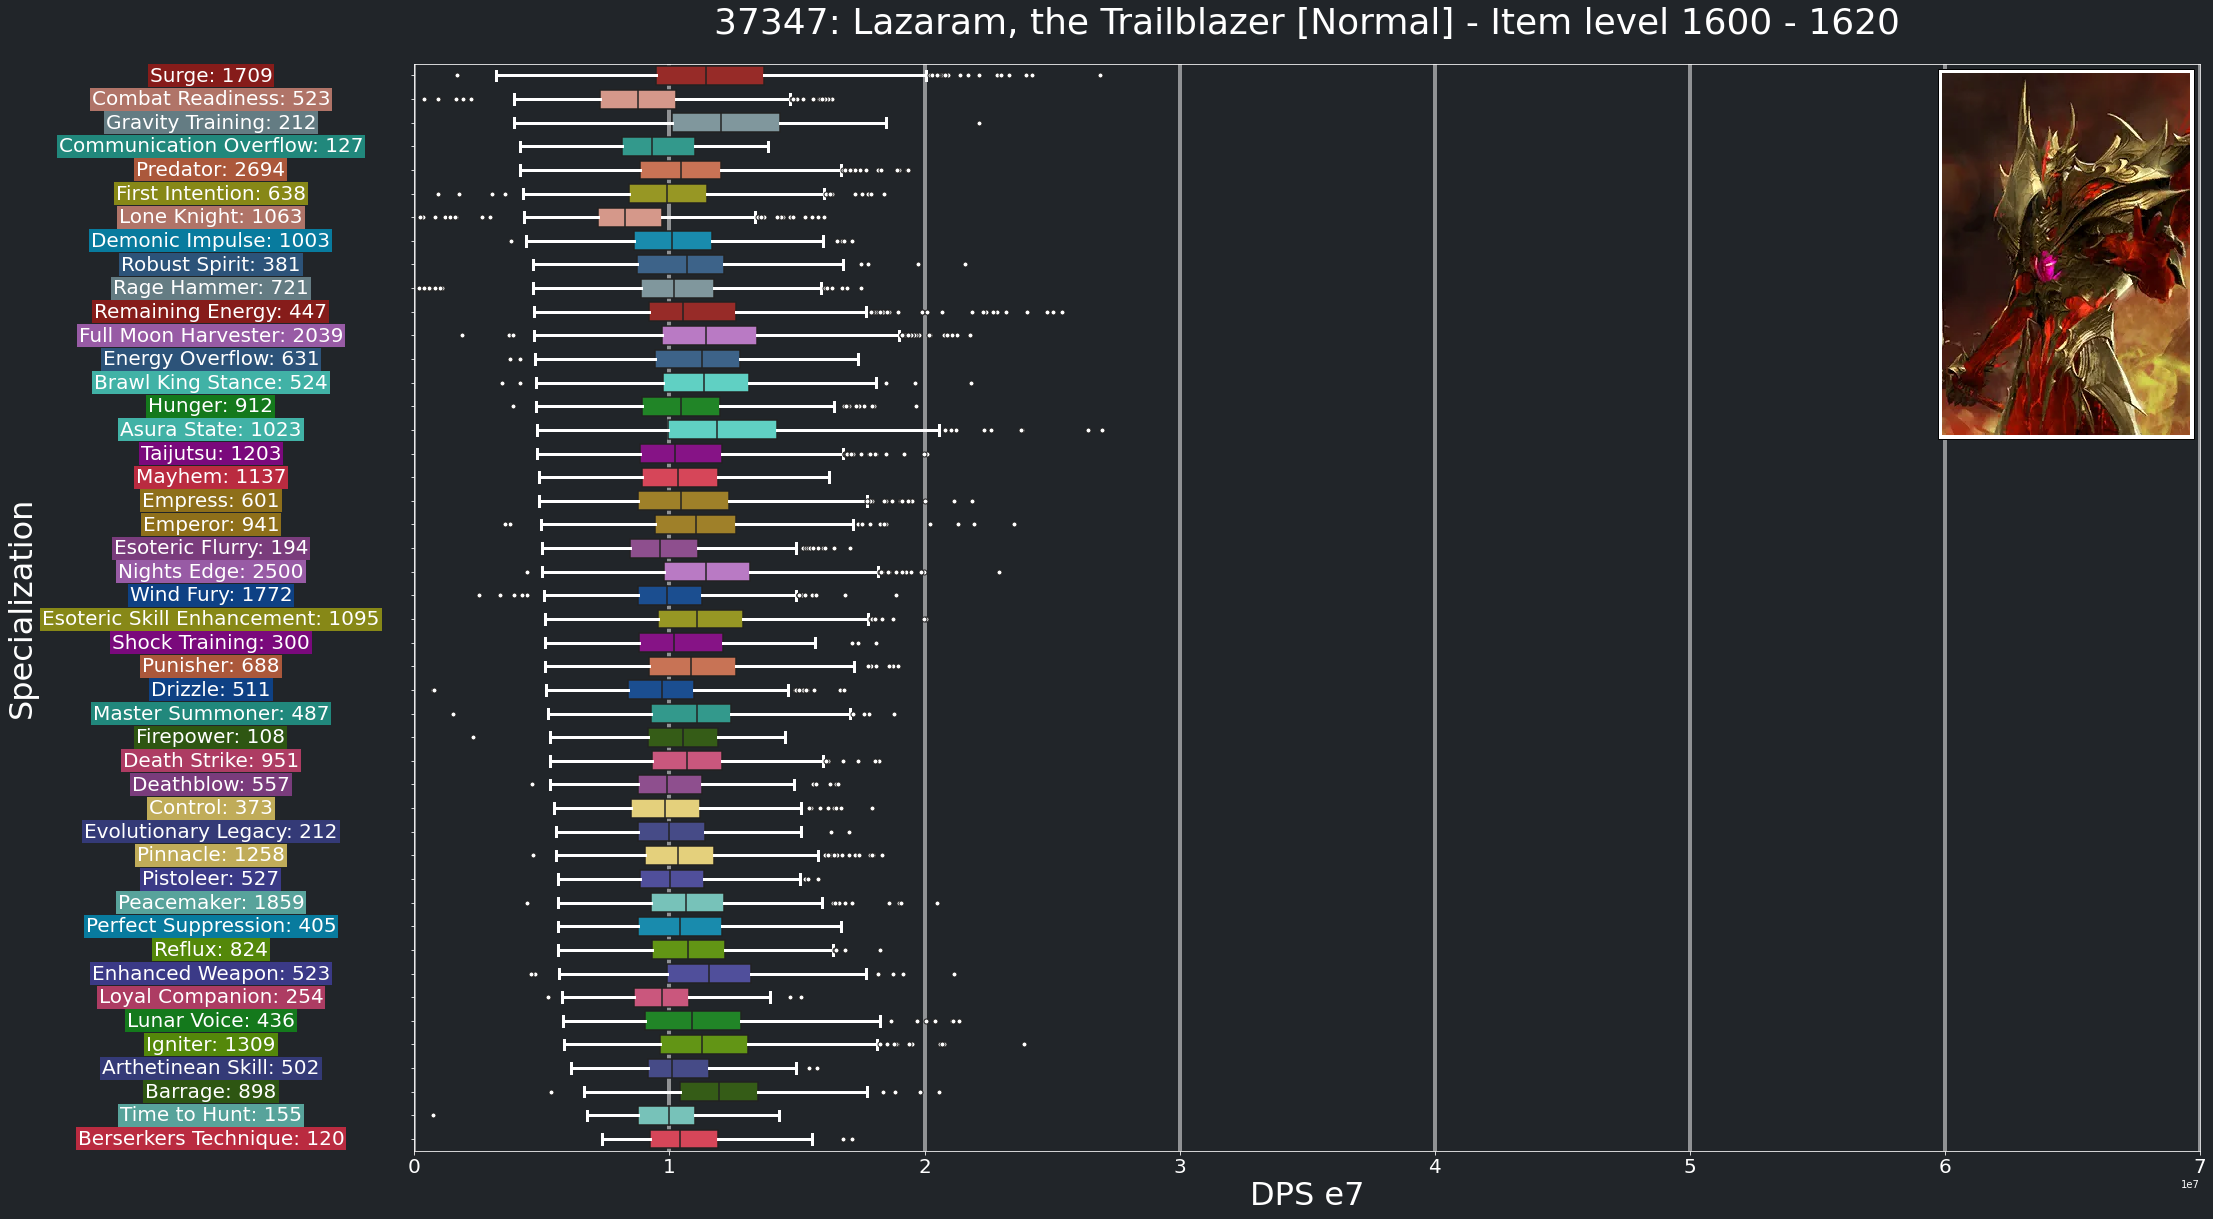 37347: Lazaram, the Trailblazer [Normal] - Item level 1600 - 1620
Specialization
Surge: 1709
Combat Readiness: 523
Gravity Training: 212
Communication Overflow: 127
Predator: 2694
First Intention: 638
Lone Knight: 1063
Demonic Impulse: 1003
Robust Spirit: 381
Rage Hammer: 721
Remaining Energy: 447
Full Moon Harvester: 2039
Energy Overflow: 631
Brawl King Stance: 524
Hunger: 912
Asura State: 1023
Taijutsu: 1203
Mayhem: 1137
Empress: 601
Emperor: 941
Esoteric Flurry: 194
Nights Edge: 2500
Wind Fury: 1772
Esoteric Skill Enhancement: 1095
Shock Training: 300
Punisher: 688
Drizzle: 511
Master Summoner: 487
Firepower: 108
Death Strike: 951
Deathblow: 557
Control: 373
Evolutionary Legacy: 212
Pinnacle: 1258
Pistoleer: 527
Peacemaker: 1859
Perfect Suppression: 405
Reflux: 824
Enhanced Weapon: 523
Loyal Companion: 254
Lunar Voice: 436
Igniter: 1309
Arthetinean Skill: 502
Barrage: 898
Time to Hunt: 155
Berserkers Technique: 120
0 1 2 3 4 5 6 7
1e7
DPS e7